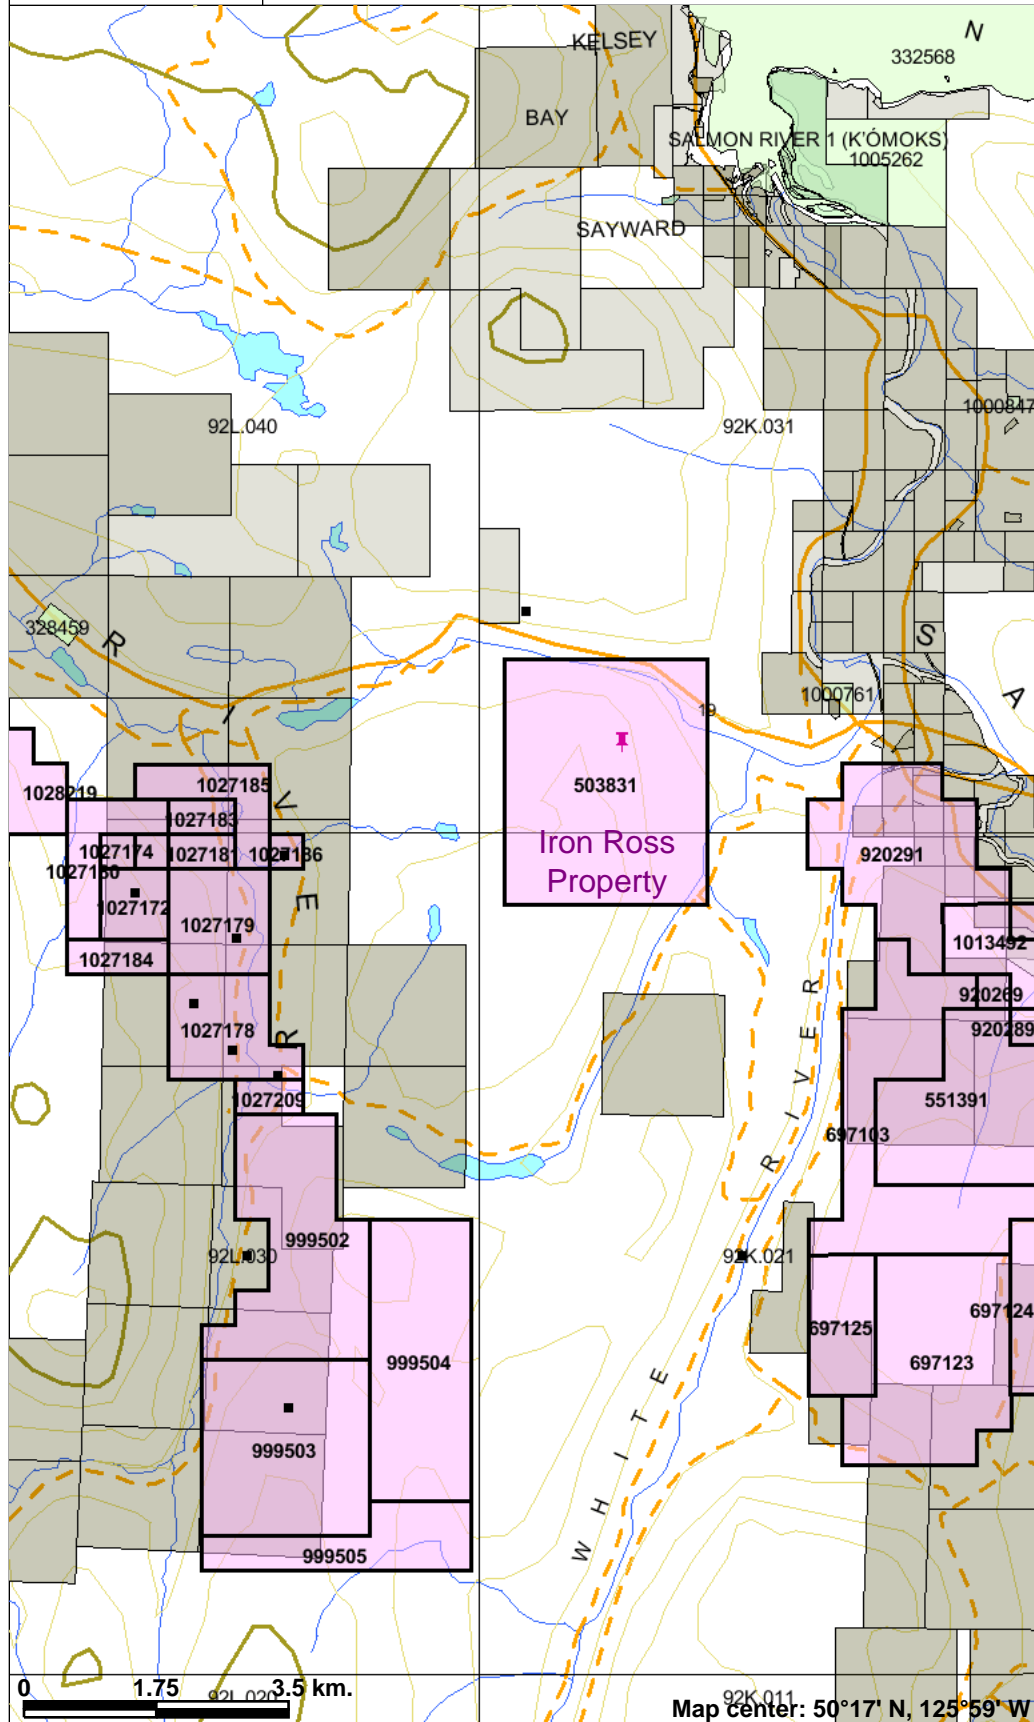 N
KELSEY
332568
BAY
SALMON RIVER 1 (K'ÓMOKS)
1005262
SAYWARD
1000847
92L.040
92K.031
328459
R
I
V
E
R
S
A
1000761
19
503831
Iron Ross
Property
1028219
1027185
1027183
1027174
1027181
1027186
1027180
1027172
1027179
1027184
1027178
1027209
920291
1013492
920269
920289
551391
697103
W H I T E
R I V E R
999502
92L.030
92K.021
999504
999503
999505
697125
697124
697123
0
1.75
3.5 km.
92L.020
92K.011
Map center: 50°17' N, 125°59' W